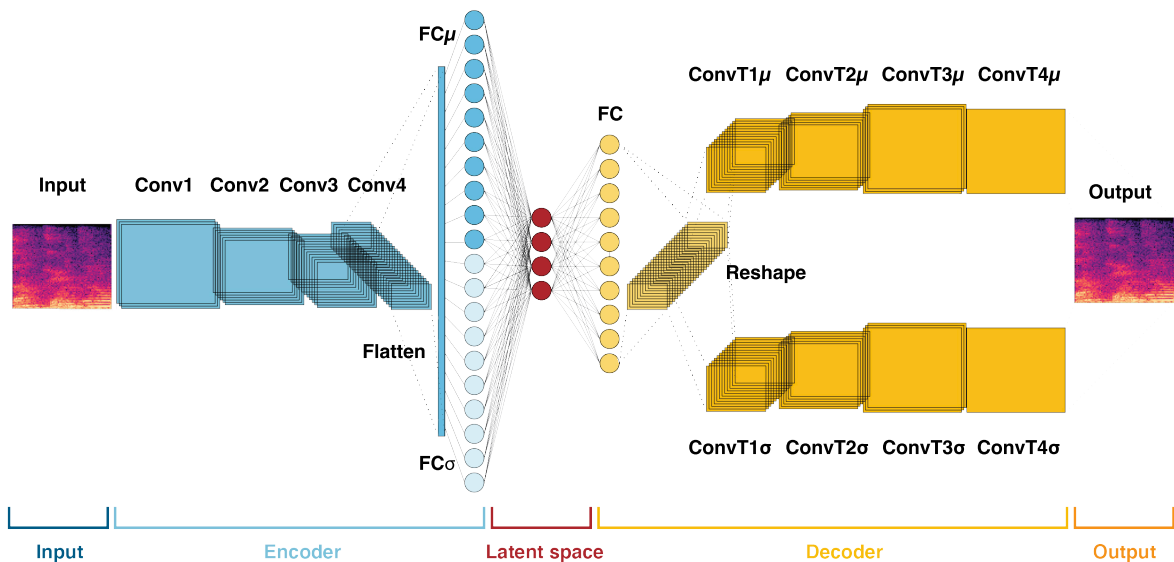 FCμ
ConvT1μ ConvT2μ ConvT3μ ConvT4μ
FC
Input Conv1 Conv2 Conv3 Conv4
Output
Reshape
Flatten
FCσ
ConvT1σ ConvT2σ ConvT3σ ConvT4σ
Input Encoder Latent space Decoder Output